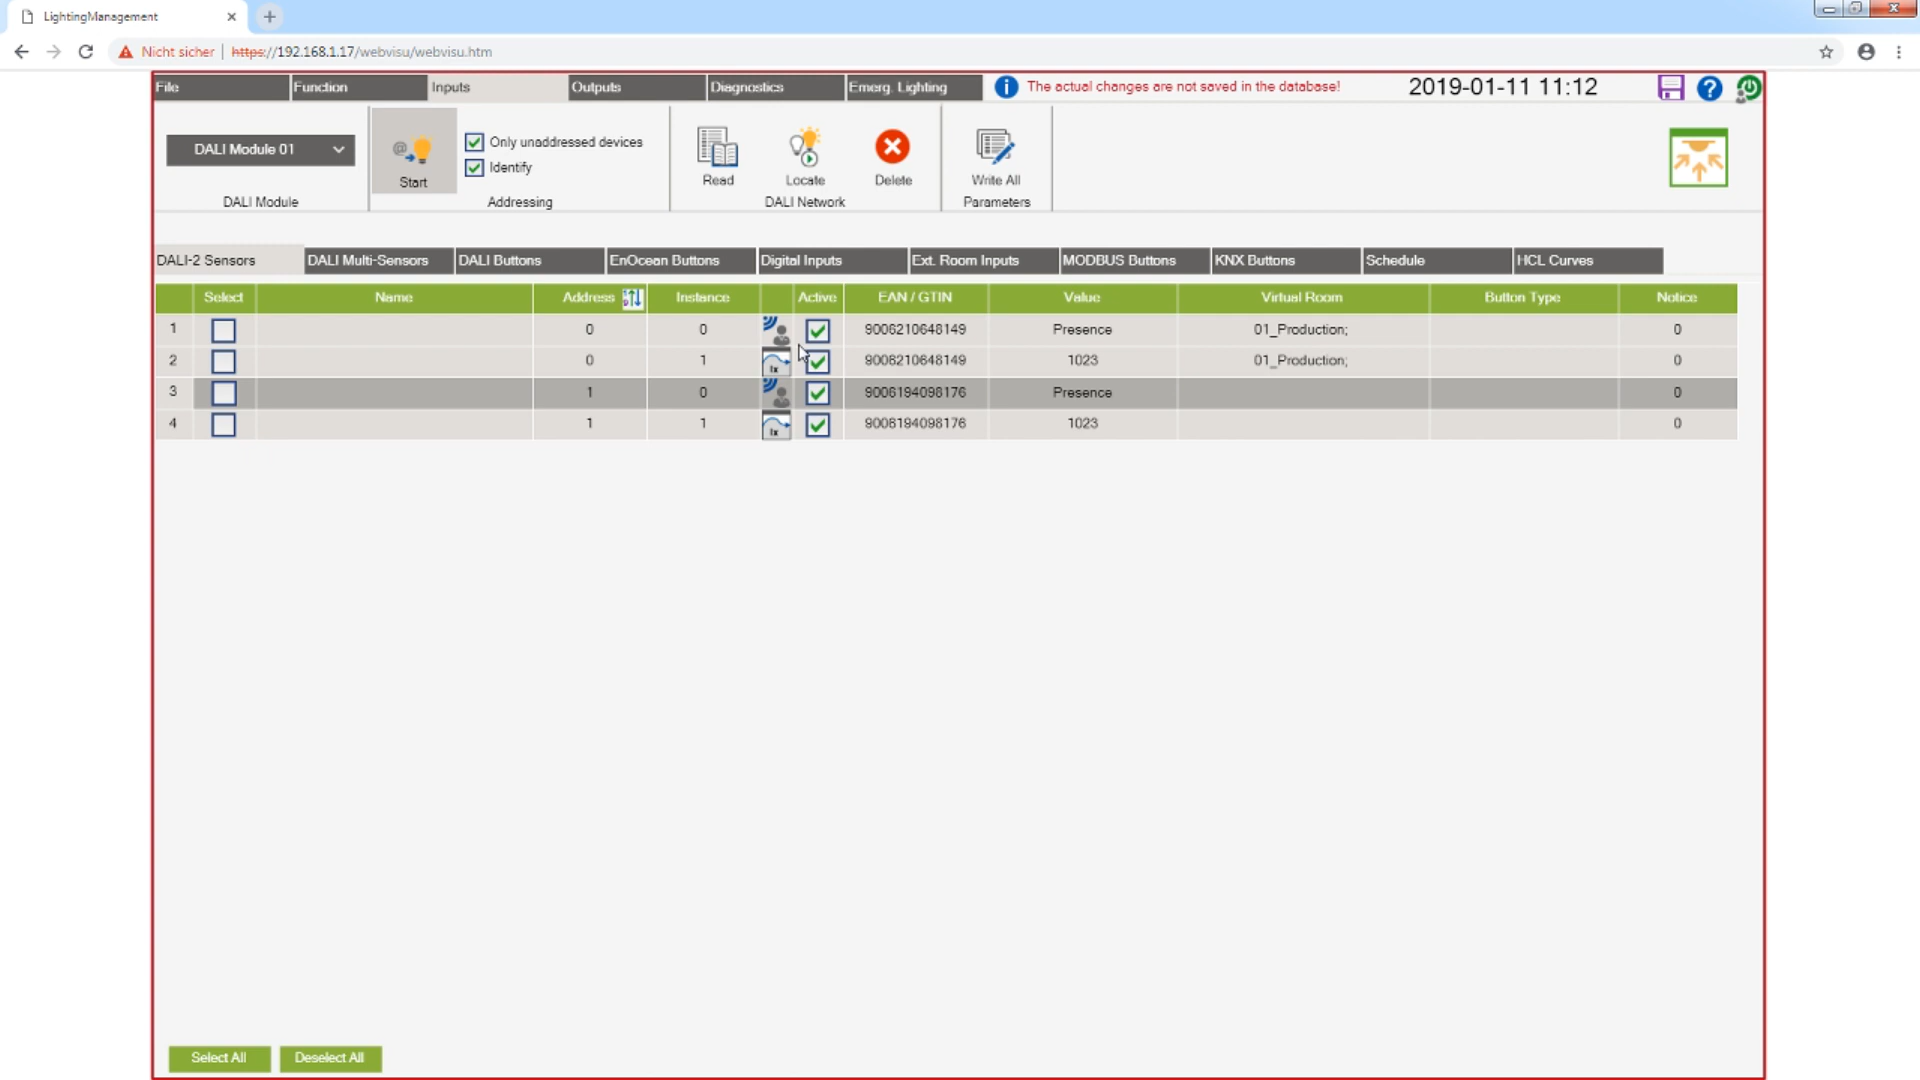 LightingManagement
Nicht sicher | https://192.168.1.17/webvisu/webvisu.htm
File Function Inputs Outputs Diagnostics Emerg. Lighting The actual changes are not saved in the database! 2019-01-11 11:12
DALI Module 01
DALI Module
Start
Only unaddressed devices
Identify
Addressing
Read Locate Delete
DALI Network
Write All
Parameters
DALI-2 Sensors DALI Multi-Sensors DALI Buttons EnOcean Buttons Digital Inputs Ext. Room Inputs MODBUS Buttons KNX Buttons Schedule HCL Curves
Select Name Address Instance Active EAN / GTIN Value Virtual Room Button Type Notice
1 0 0 9006210648149 Presence 01_Production; 0
2 0 1 lx 9006210648149 1023 01_Production; 0
3 1 0 9006194098176 Presence 0
4 1 1 lx 9006194098176 1023 0
Select All Deselect All